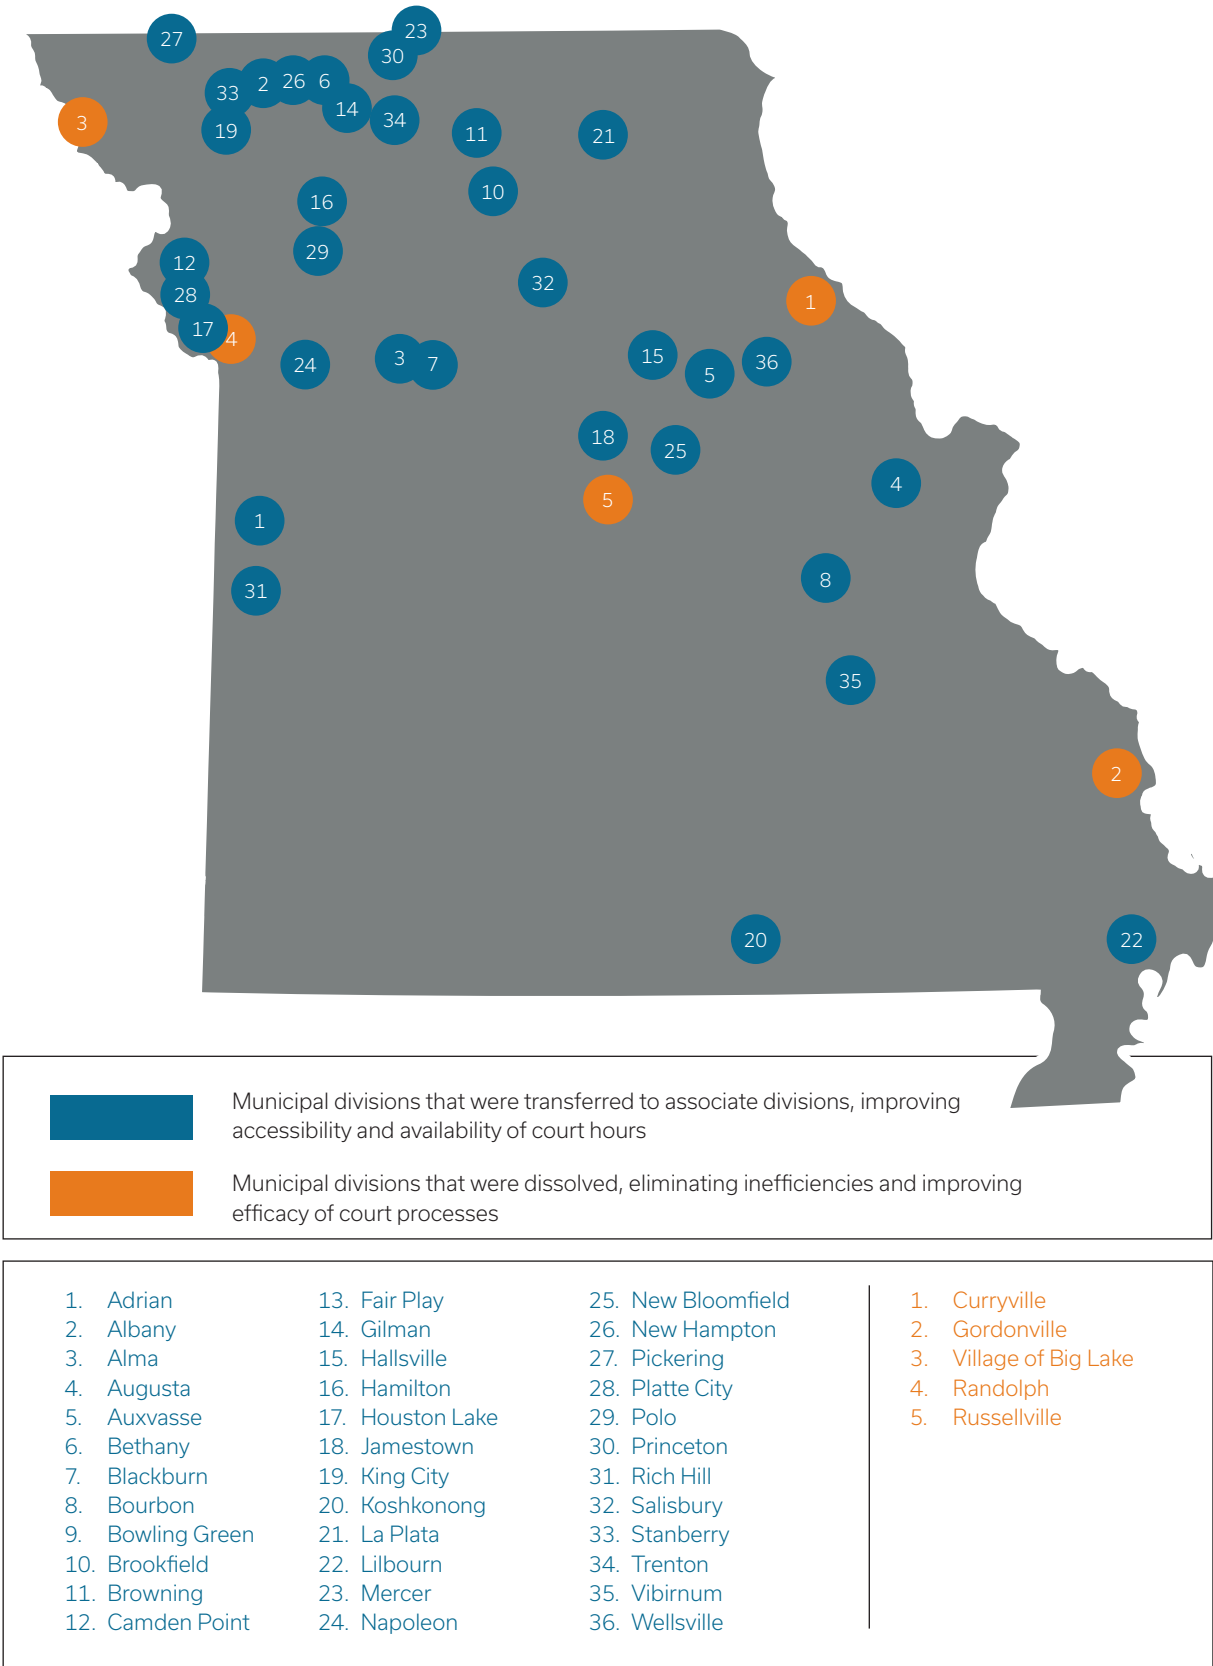 23
27
30
2 26 6
33
14
3
34
19
11
21
16
10
29
12
32
28
1
17
4
15
3
36
7
24
5
18
25
4
5
1
8
31
35
2
20
22
Municipal divisions that were transferred to associate divisions, improving
accessibility and availability of court hours
Municipal divisions that were dissolved, eliminating inefficiencies and improving
efficacy of court processes
1. Adrian
2. Albany
3. Alma
4. Augusta
5. Auxvasse
6. Bethany
7. Blackburn
8. Bourbon
9. Bowling Green
10. Brookfield
11. Browning
12. Camden Point
13. Fair Play
14. Gilman
15. Hallsville
16. Hamilton
17. Houston Lake
18. Jamestown
19. King City
20. Koshkonong
21. La Plata
22. Lilbourn
23. Mercer
24. Napoleon
25. New Bloomfield
26. New Hampton
27. Pickering
28. Platte City
29. Polo
30. Princeton
31. Rich Hill
32. Salisbury
33. Stanberry
34. Trenton
35. Vibirnum
36. Wellsville
1. Curryville
2. Gordonville
3. Village of Big Lake
4. Randolph
5. Russellville